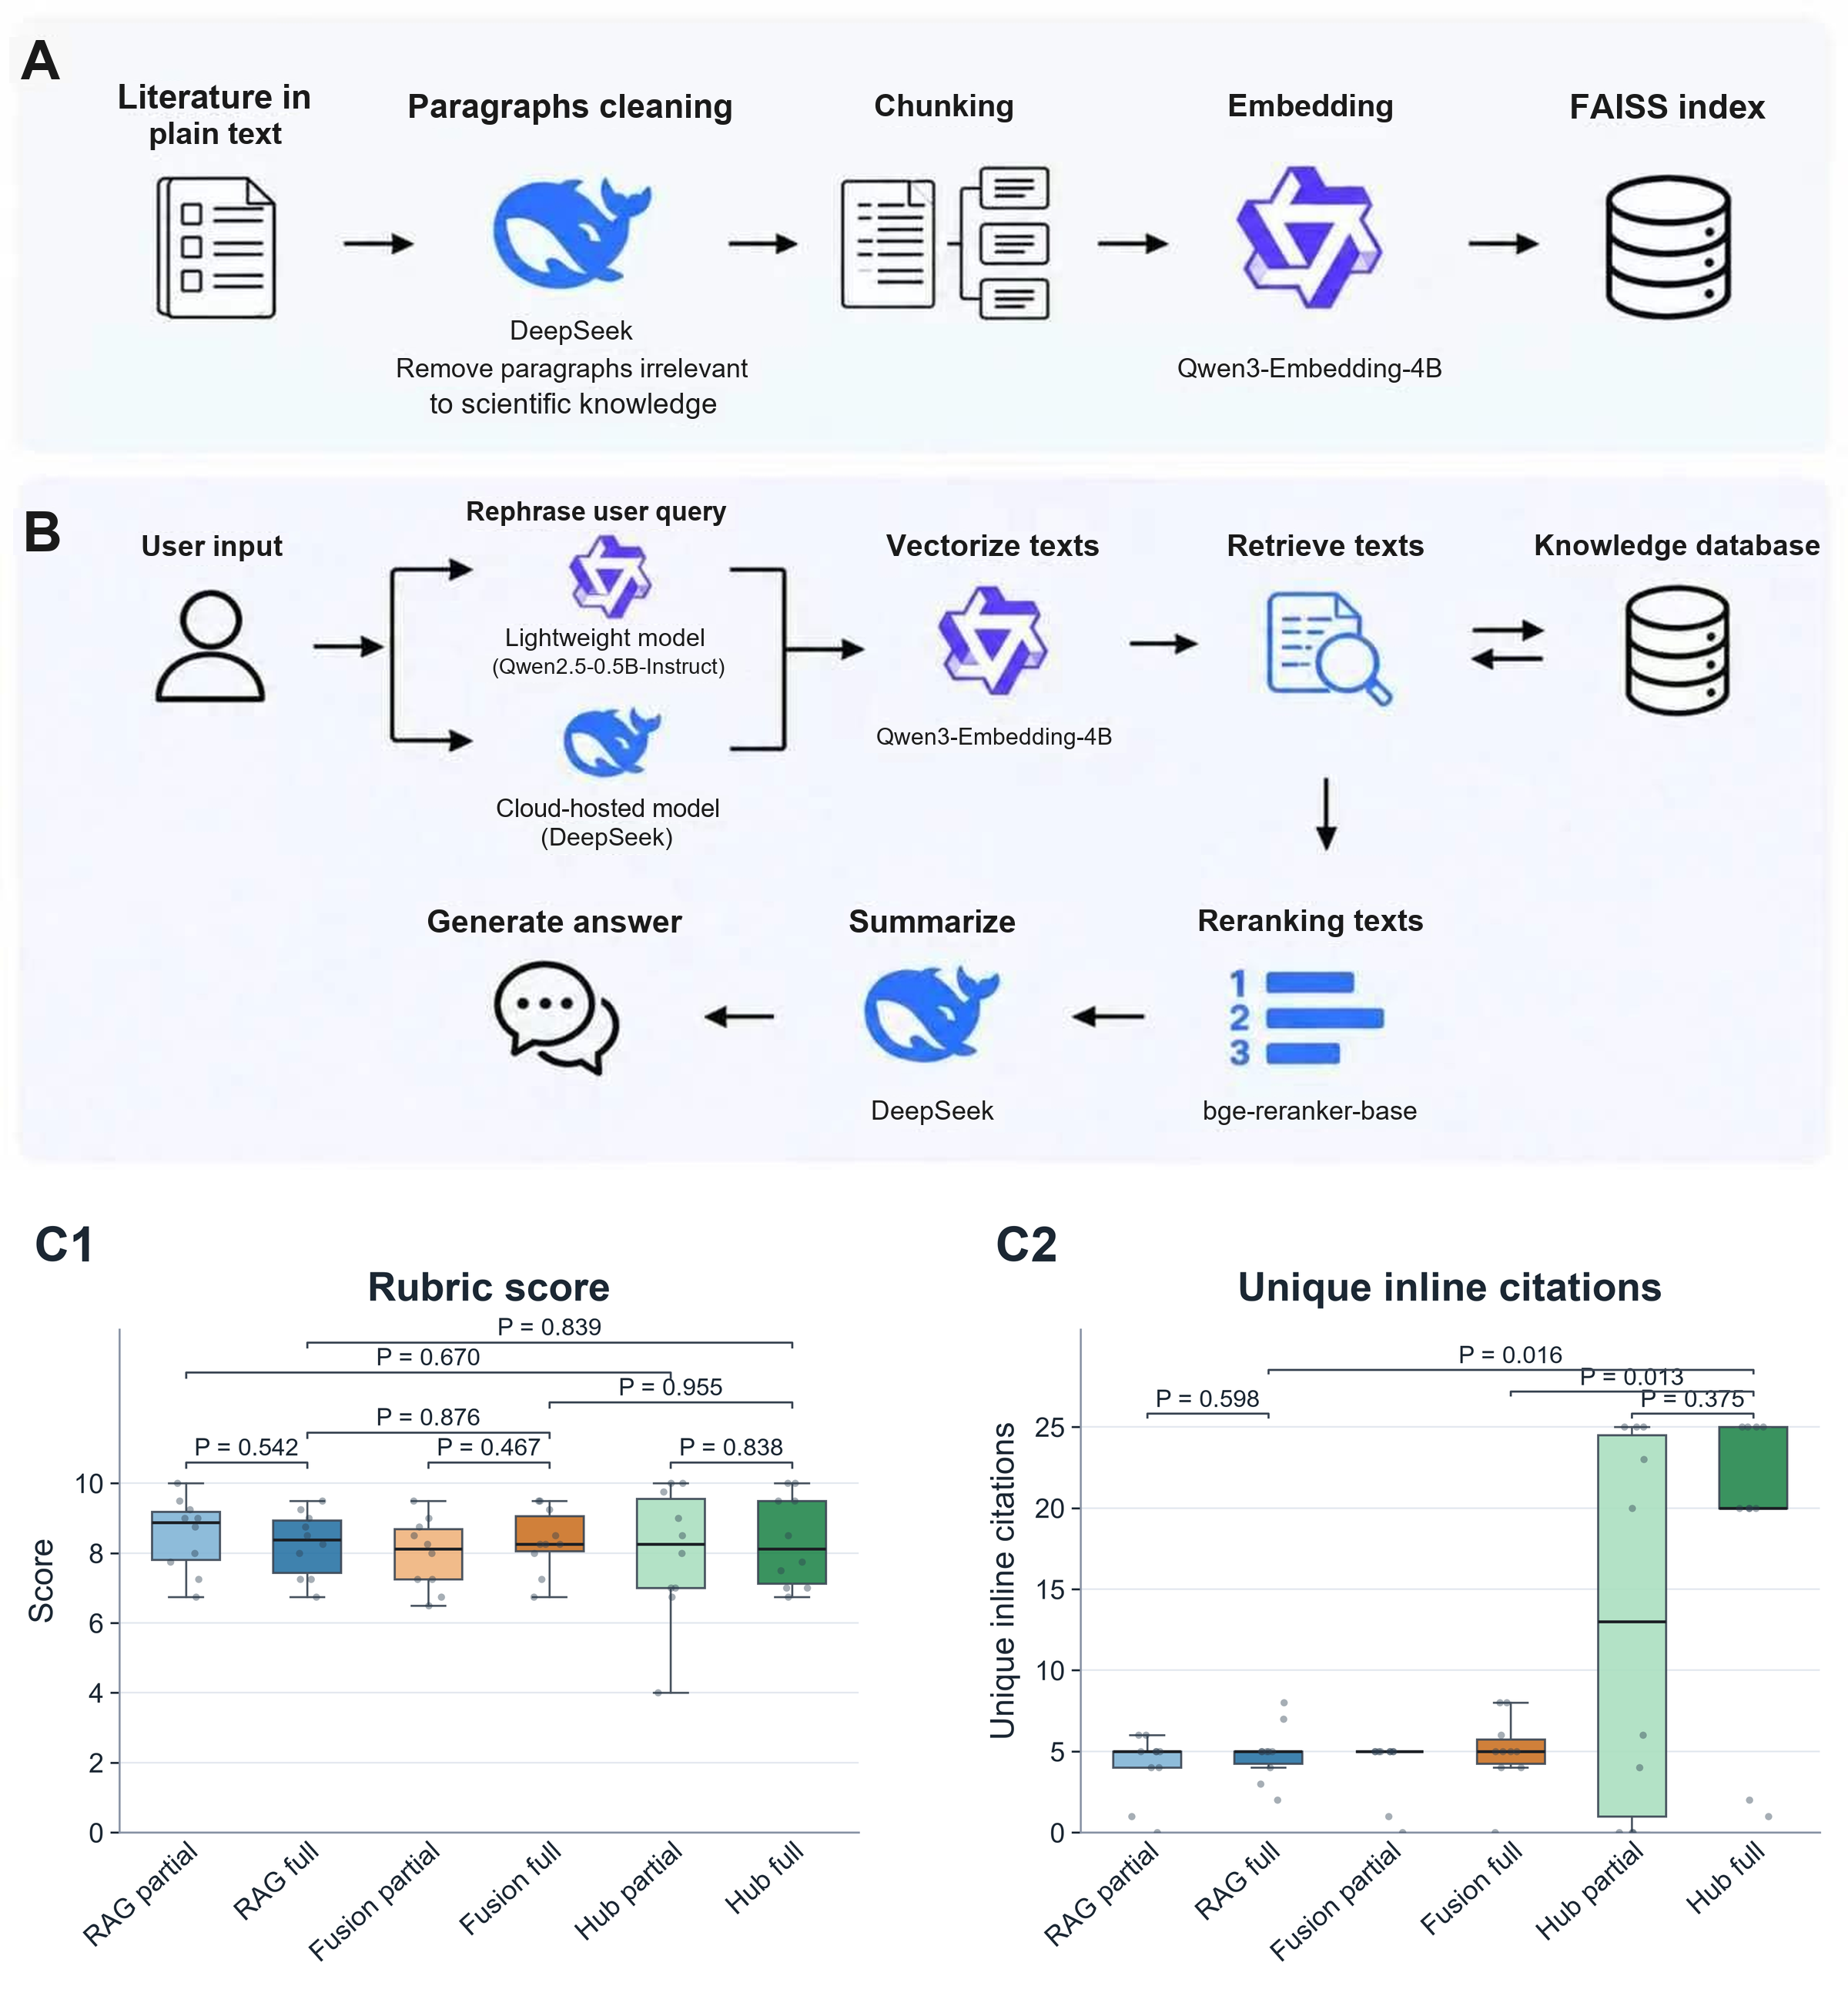 A
Literature in
plain text
Paragraphs cleaning
Chunking
Embedding
FAISS index
DeepSeek
Remove paragraphs irrelevant
to scientific knowledge
Qwen3-Embedding-4B
B
User input
Rephrase user query
Lightweight model
(Qwen2.5-0.5B-Instruct)
Cloud-hosted model
(DeepSeek)
Vectorize texts
Qwen3-Embedding-4B
Retrieve texts
Knowledge database
Generate answer
Summarize
DeepSeek
Reranking texts
1
2
3
bge-reranker-base
C1
Rubric score
P = 0.839
P = 0.670
P = 0.955
P = 0.876
P = 0.542
P = 0.467
P = 0.838
Score
10
8
6
4
2
0
RAG partial
RAG full
Fusion partial
Fusion full
Hub partial
Hub full
C2
Unique inline citations
P = 0.016
P = 0.013
P = 0.598
P = 0.375
Unique inline citations
25
20
15
10
5
0
RAG partial
RAG full
Fusion partial
Fusion full
Hub partial
Hub full